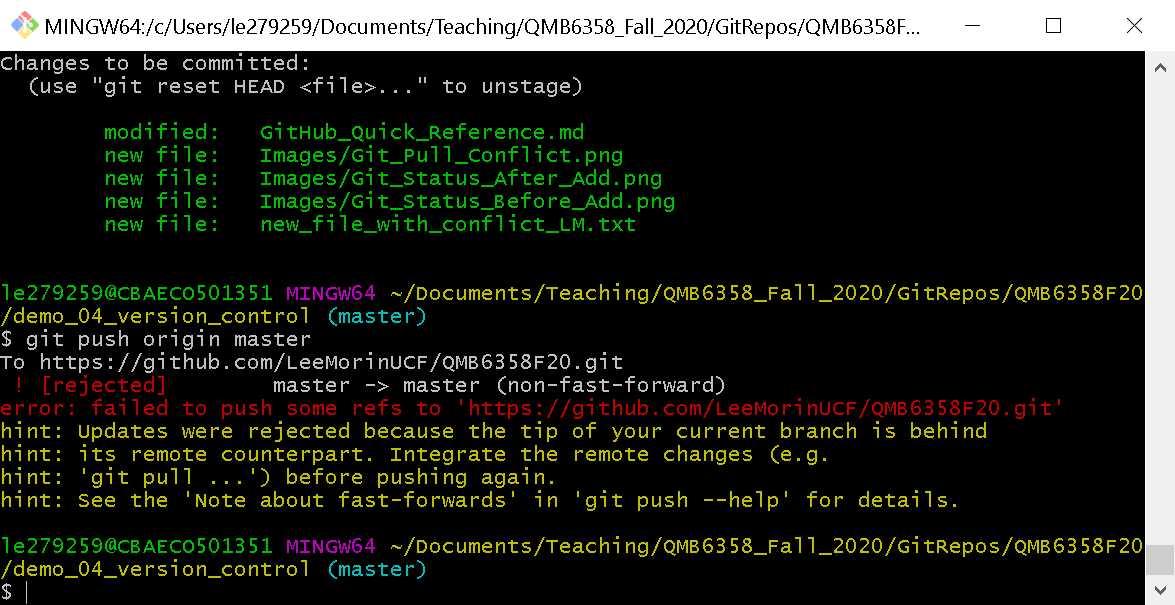 MINGW64:/c/Users/le279259/Documents/Teaching/QMB6358_Fall_2020/GitRepos/QMB6358F...
Changes to be committed:
  (use "git reset HEAD <file>..." to unstage)

        modified:   GitHub_Quick_Reference.md
        new file:   Images/Git_Pull_Conflict.png
        new file:   Images/Git_Status_After_Add.png
        new file:   Images/Git_Status_Before_Add.png
        new file:   new_file_with_conflict_LM.txt

le279259@CBAECO501351 MINGW64 ~/Documents/Teaching/QMB6358_Fall_2020/GitRepos/QMB6358F20
/demo_04_version_control (master)
$ git push origin master
To https://github.com/LeeMorinUCF/QMB6358F20.git
 ! [rejected]        master -> master (non-fast-forward)
error: failed to push some refs to 'https://github.com/LeeMorinUCF/QMB6358F20.git'
hint: Updates were rejected because the tip of your current branch is behind
hint: its remote counterpart. Integrate the remote changes (e.g.
hint: 'git pull ...') before pushing again.
hint: See the 'Note about fast-forwards' in 'git push --help' for details.

le279259@CBAECO501351 MINGW64 ~/Documents/Teaching/QMB6358_Fall_2020/GitRepos/QMB6358F20
/demo_04_version_control (master)
$